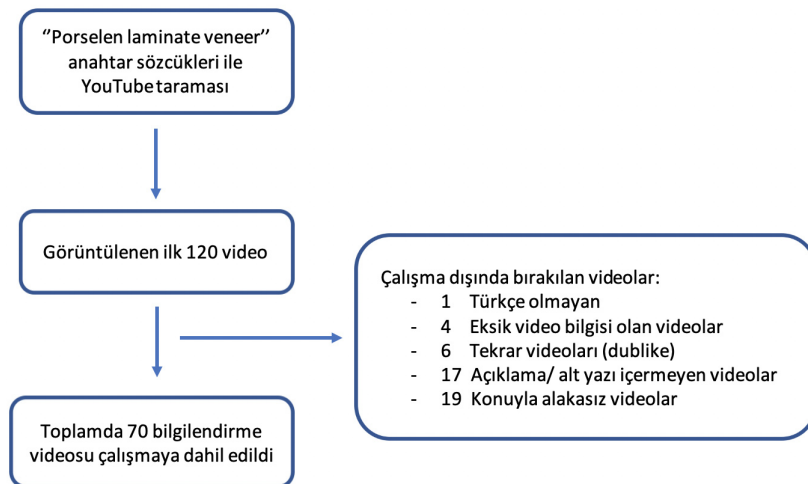 “Porselen laminate veneer”
anahtar sözcükleri ile
YouTube taraması
Görüntülenen ilk 120 video
Çalışma dışında bırakılan videolar:
- 1 Türkçe olmayan
- 4 Eksik video bilgisi olan videolar
- 6 Tekrar videoları (dublike)
- 17 Açıklama/ alt yazı içermeyen videolar
- 19 Konuyla alakasız videolar
Toplamda 70 bilgilendirme
videosu çalışmaya dahil edildi